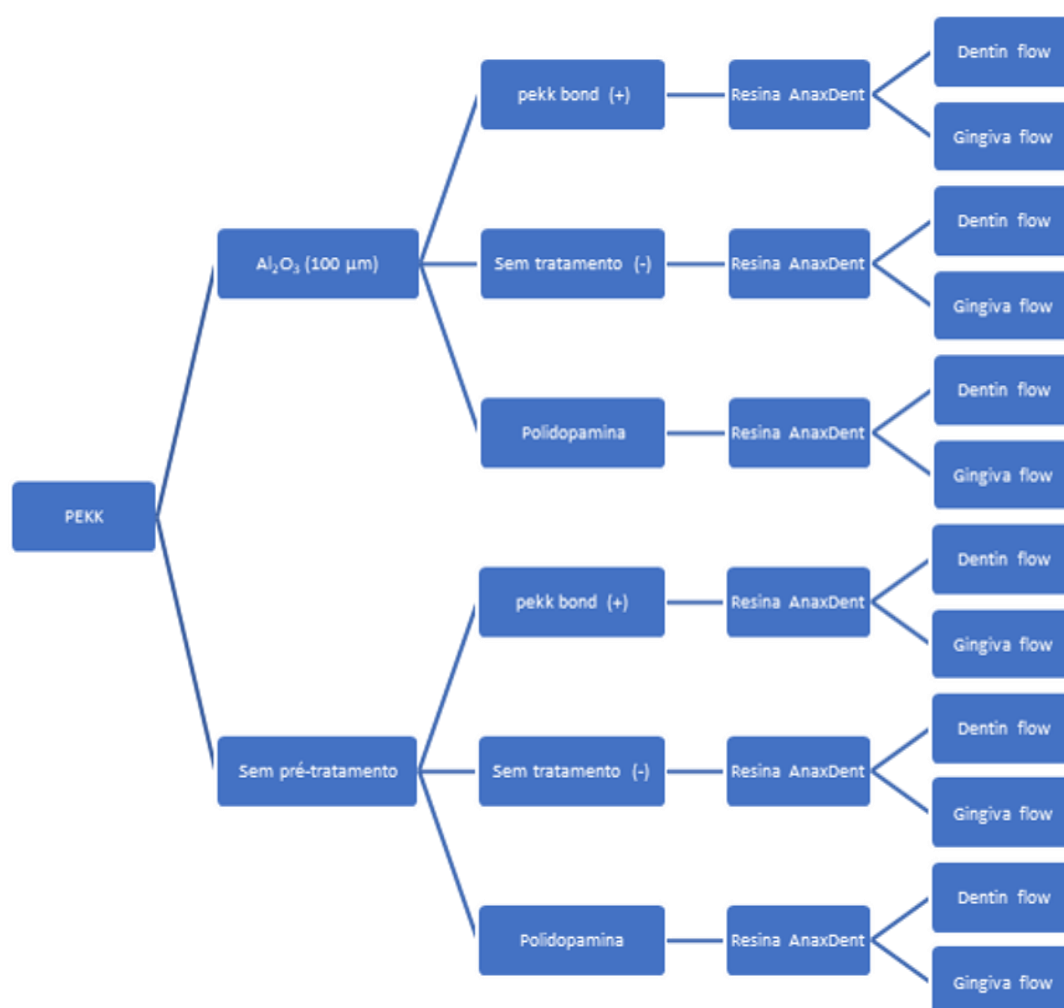 PEKK
Al₂O₃ (100 µm)
pekk bond (+)
Resina AnaxDent
Dentin flow
Gingiva flow
Sem tratamento (-)
Resina AnaxDent
Dentin flow
Gingiva flow
Polidopamina
Resina AnaxDent
Dentin flow
Gingiva flow
Sem pré-tratamento
pekk bond (+)
Resina AnaxDent
Dentin flow
Gingiva flow
Sem tratamento (-)
Resina AnaxDent
Dentin flow
Gingiva flow
Polidopamina
Resina AnaxDent
Dentin flow
Gingiva flow